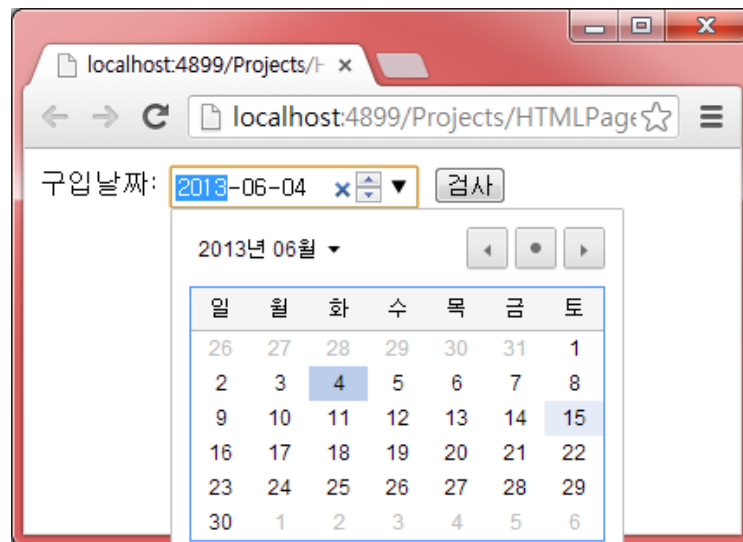 localhost:4899/Projects/H
localhost:4899/Projects/HTMLPage
구입날짜: 2013-06-04 검사
2013년 06월
일 월 화 수 목 금 토
26 27 28 29 30 31 1
2 3 4 5 6 7 8
9 10 11 12 13 14 15
16 17 18 19 20 21 22
23 24 25 26 27 28 29
30 1 2 3 4 5 6